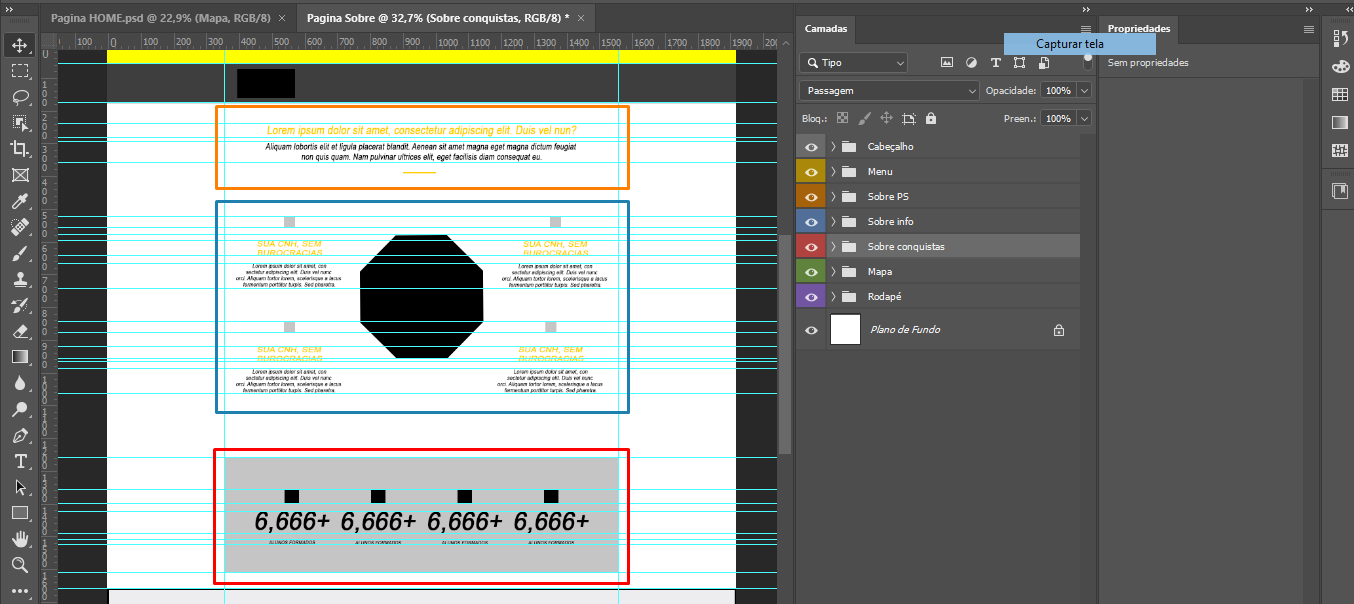 Pagina HOME.psd @ 22,9% (Mapa, RGB/8) ×
Pagina Sobre @ 32,7% (Sobre conquistas, RGB/8) * ×
100 0 100 200 300 400 500 600 700 800 900 1000 1100 1200 1300 1400 1500 1600 1700 1800 1900
Lorem ipsum dolor sit amet, consectetur adipiscing elit. Duis vel nun?
Aliquam lobortis elit et ligula placerat blandit. Aenean sit amet magna eget magna dictum feugiat
non quis quam. Nam pulvinar ultrices elit, eget facilisis diam consequat eu.
SUA CNH, SEM
BUROCRACIAS
Lorem ipsum dolor sit amet, con
sectetur adipiscing elit. Duis vel nunc
orci. Aliquam tortor lorem, scelerisque a lacus
fermentum porttitor turpis. Sed pharetra.
SUA CNH, SEM
BUROCRACIAS
Lorem ipsum dolor sit amet, con
sectetur adipiscing elit. Duis vel nunc
orci. Aliquam tortor lorem, scelerisque a lacus
fermentum porttitor turpis. Sed pharetra.
SUA CNH, SEM
BUROCRACIAS
Lorem ipsum dolor sit amet, con
sectetur adipiscing elit. Duis vel nunc
orci. Aliquam tortor lorem, scelerisque a lacus
fermentum porttitor turpis. Sed pharetra.
SUA CNH, SEM
BUROCRACIAS
Lorem ipsum dolor sit amet, con
sectetur adipiscing elit. Duis vel nunc
orci. Aliquam tortor lorem, scelerisque a lacus
fermentum porttitor turpis. Sed pharetra.
6,666+ 6,666+ 6,666+ 6,666+
ALUNOS FORMADOS ALUNOS FORMADOS ALUNOS FORMADOS ALUNOS FORMADOS
Camadas
Capturar tela
Tipo
Passagem
Opacidade: 100%
Bloq.:
Preen.: 100%
Cabeçalho
Menu
Sobre PS
Sobre info
Sobre conquistas
Mapa
Rodapé
Plano de Fundo
Propriedades
Sem propriedades